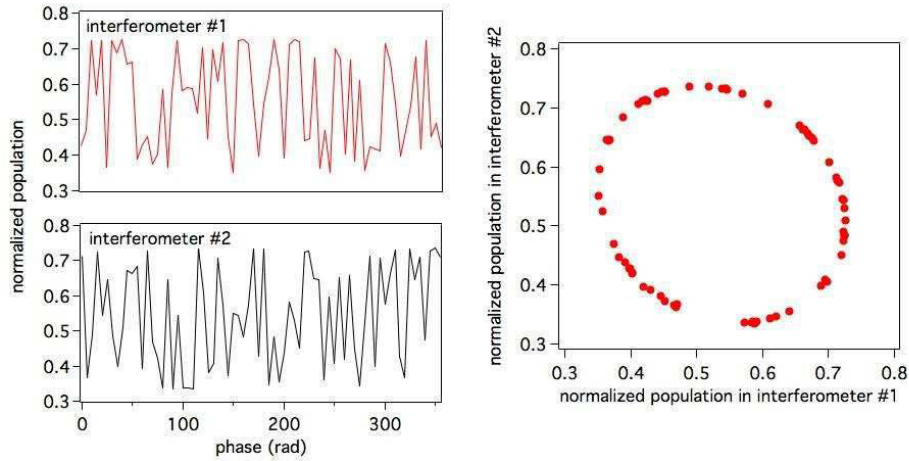 interferometer #1
0.8
0.7
0.6
0.5
0.4
0.3
normalized population
interferometer #2
0.8
0.7
0.6
0.5
0.4
0.3
0 100 200 300
phase (rad)
normalized population in interferometer #2
0.8
0.7
0.6
0.5
0.4
0.3
0.3 0.4 0.5 0.6 0.7 0.8
normalized population in interferometer #1